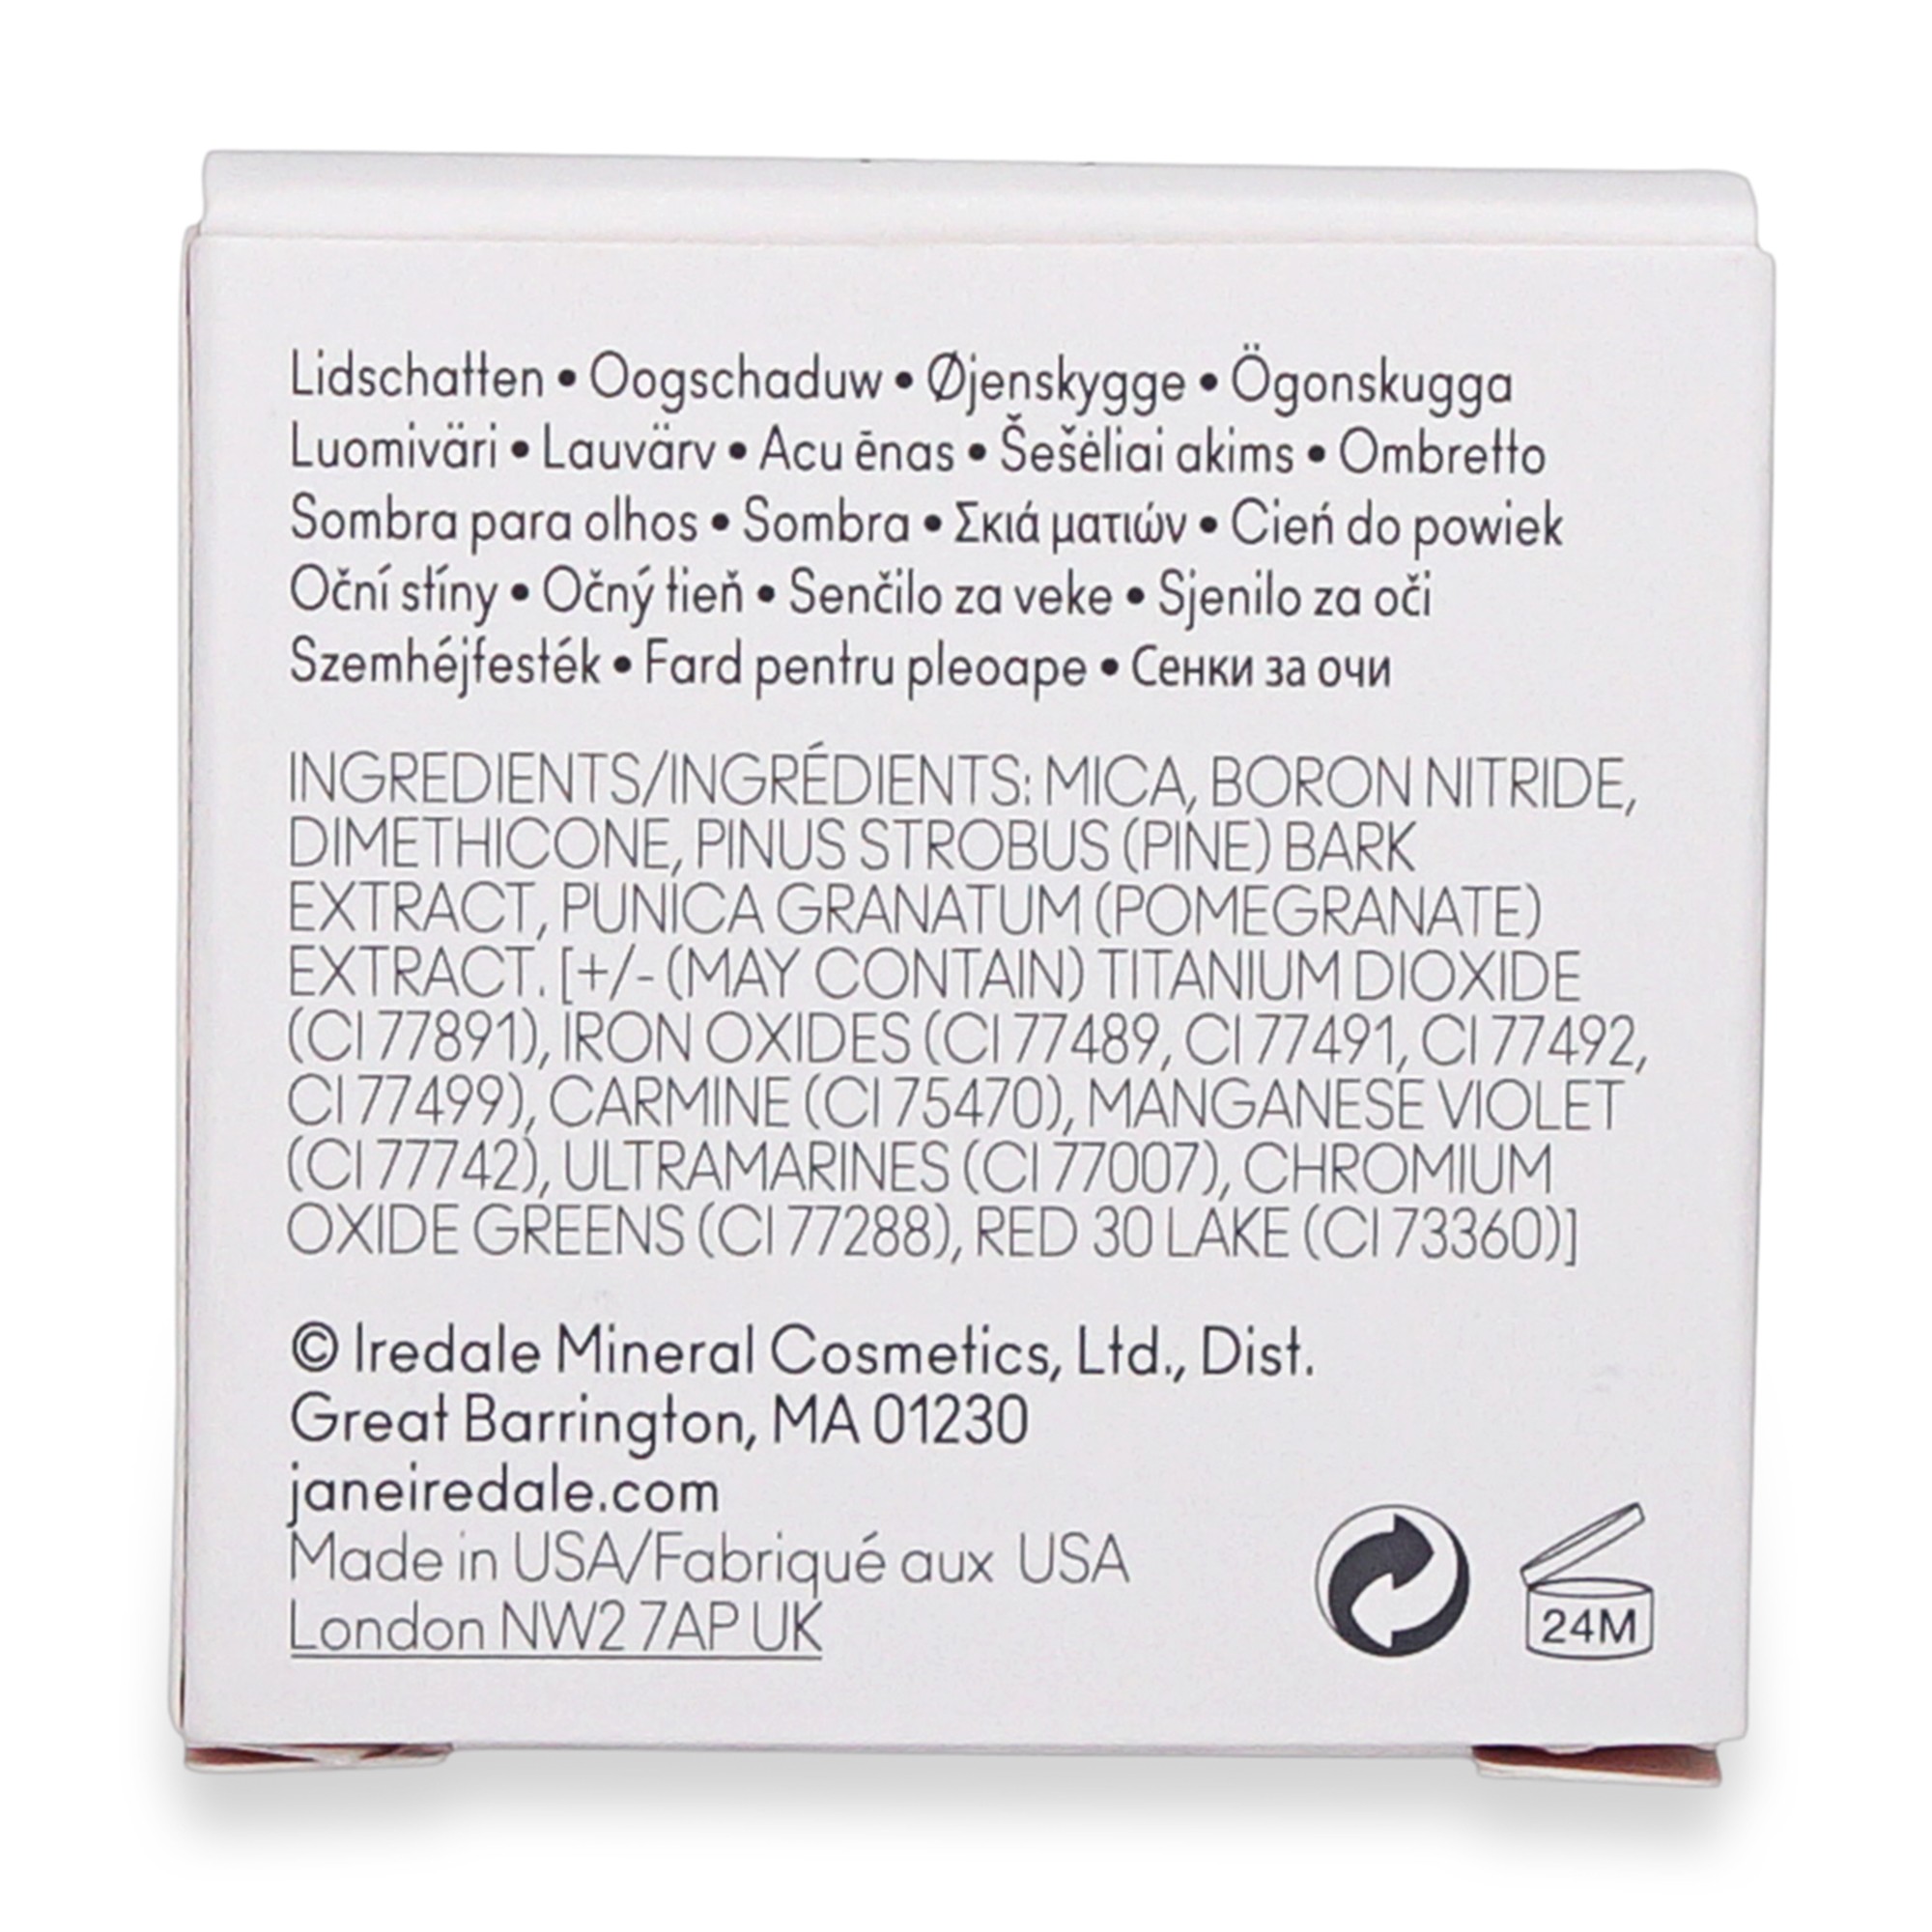 Lidschatten • Oogschaduw • Øjenskygge • Ögonskugga
Luomiväri • Lauvärv • Acu ēnas • Šešėliai akims • Ombretto
Sombra para olhos • Sombra • Σκιά ματιών • Cień do powiek
Oční stíny • Očný tieň • Senčilo za veke • Sjenilo za oči
Szemhéjfesték • Fard pentru pleoape • Сенки за очи
INGREDIENTS/INGRÉDIENTS: MICA, BORON NITRIDE,
DIMETHICONE, PINUS STROBUS (PINE) BARK
EXTRACT, PUNICA GRANATUM (POMEGRANATE)
EXTRACT. [+/- (MAY CONTAIN) TITANIUM DIOXIDE
(CI 77891), IRON OXIDES (CI 77489, CI 77491, CI 77492,
CI 77499), CARMINE (CI 75470), MANGANESE VIOLET
(CI 77742), ULTRAMARINES (CI 77007), CHROMIUM
OXIDE GREENS (CI 77288), RED 30 LAKE (CI 73360)]
© Iredale Mineral Cosmetics, Ltd., Dist.
Great Barrington, MA 01230
janeiredale.com
Made in USA/Fabriqué aux USA
London NW2 7AP UK
24M